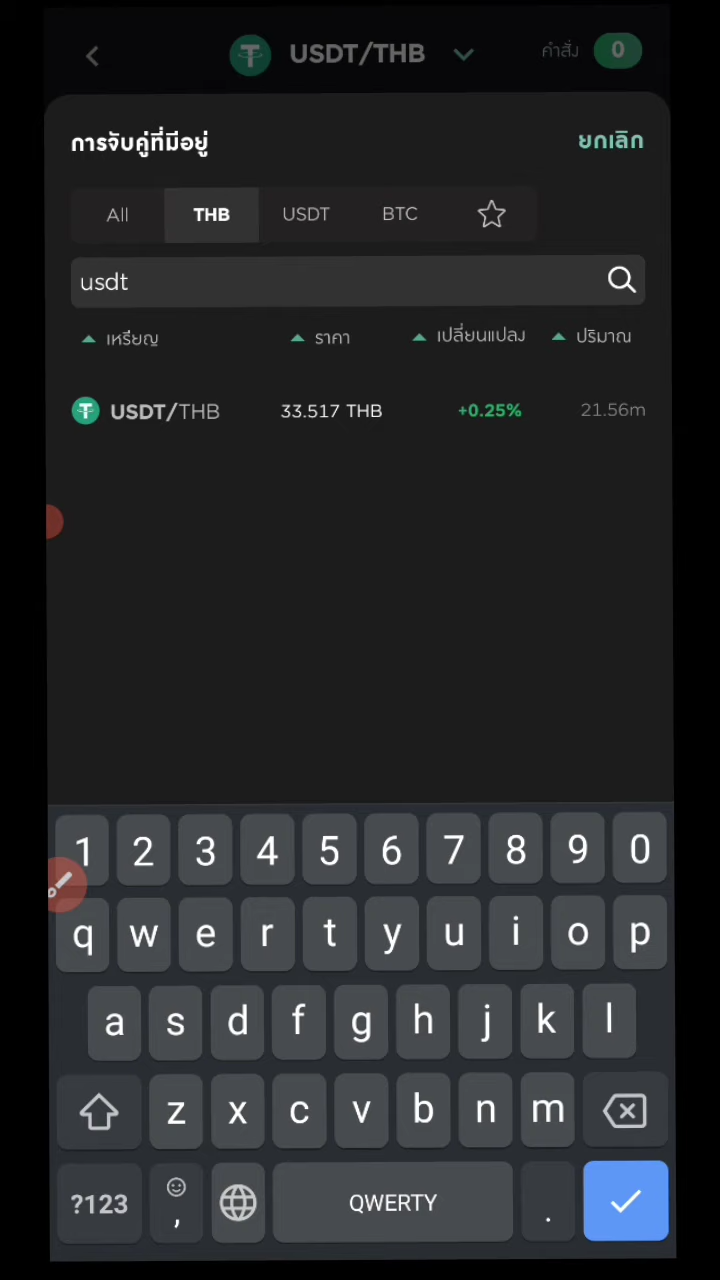 USDT/THB คำสั่ง 0
การจับคู่ที่มีอยู่ ยกเลิก
All THB USDT BTC
usdt
เหรียญ ราคา เปลี่ยนแปลง ปริมาณ
USDT/THB 33.517 THB +0.25% 21.56m
1 2 3 4 5 6 7 8 9 0
q w e r t y u i o p
a s d f g h j k l
z x c v b n m
?123 , QWERTY .